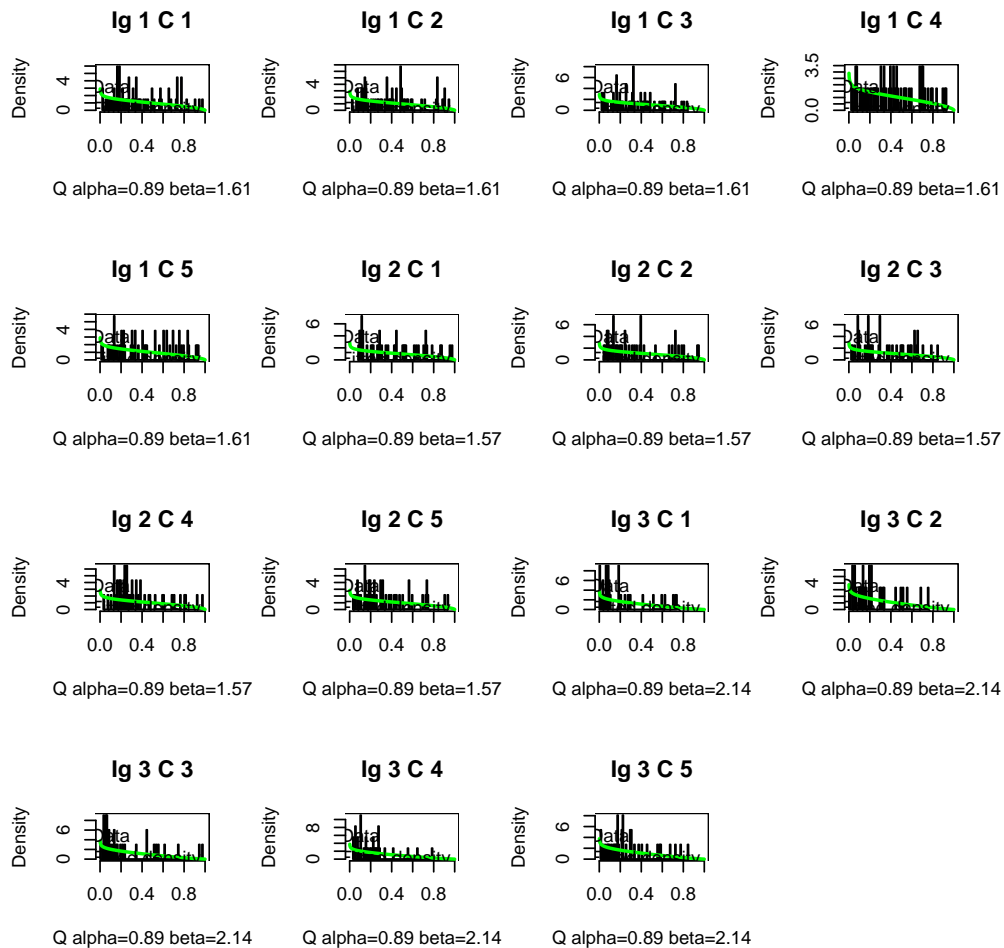 Ig 1 C 1
Ig 1 C 2
Ig 1 C 3
Ig 1 C 4
Density
4
0
Data
Density
4
0
Data
Density
6
0
Data
Density
3.5
0.0
0.0 0.4 0.8
0.0 0.4 0.8
0.0 0.4 0.8
0.0 0.4 0.8
Q alpha=0.89 beta=1.61
Q alpha=0.89 beta=1.61
Q alpha=0.89 beta=1.61
Q alpha=0.89 beta=1.61
Ig 1 C 5
Ig 2 C 1
Ig 2 C 2
Ig 2 C 3
Density
4
0
Data
Density
6
0
Data
Density
6
0
Data
Density
6
0
Data
0.0 0.4 0.8
0.0 0.4 0.8
0.0 0.4 0.8
0.0 0.4 0.8
Q alpha=0.89 beta=1.61
Q alpha=0.89 beta=1.57
Q alpha=0.89 beta=1.57
Q alpha=0.89 beta=1.57
Ig 2 C 4
Ig 2 C 5
Ig 3 C 1
Ig 3 C 2
Density
4
0
Data
Density
4
0
Data
Density
6
0
Data
Density
4
0
Data
0.0 0.4 0.8
0.0 0.4 0.8
0.0 0.4 0.8
0.0 0.4 0.8
Q alpha=0.89 beta=1.57
Q alpha=0.89 beta=1.57
Q alpha=0.89 beta=2.14
Q alpha=0.89 beta=2.14
Ig 3 C 3
Ig 3 C 4
Ig 3 C 5
Density
6
0
Data
Density
8
0
Data
Density
6
0
Data
0.0 0.4 0.8
0.0 0.4 0.8
0.0 0.4 0.8
Q alpha=0.89 beta=2.14
Q alpha=0.89 beta=2.14
Q alpha=0.89 beta=2.14